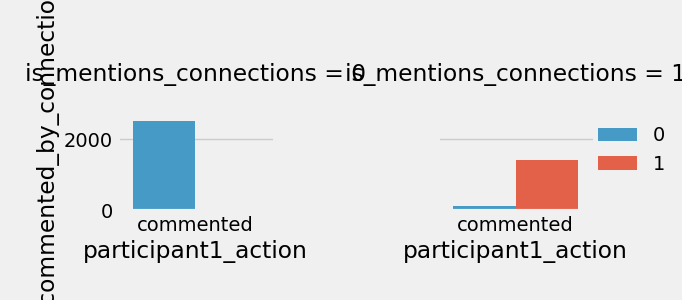 is_mentions_connections = 0
is_mentions_connections = 1
commented_by_connectio
2000
0
commented
participant1_action
commented
participant1_action
0
1